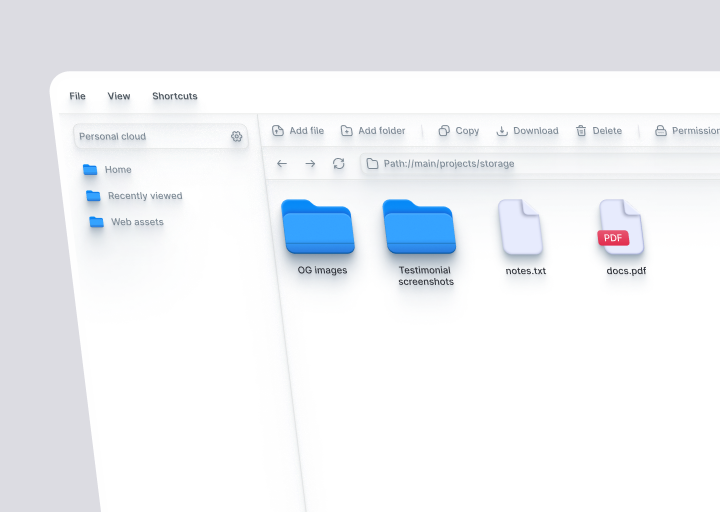 File View Shortcuts
Personal cloud
Home
Recently viewed
Web assets
Add file Add folder Copy Download Delete
Path://main/projects/storage
OG images
Testimonial
screenshots
notes.txt
PDF
docs.pdf